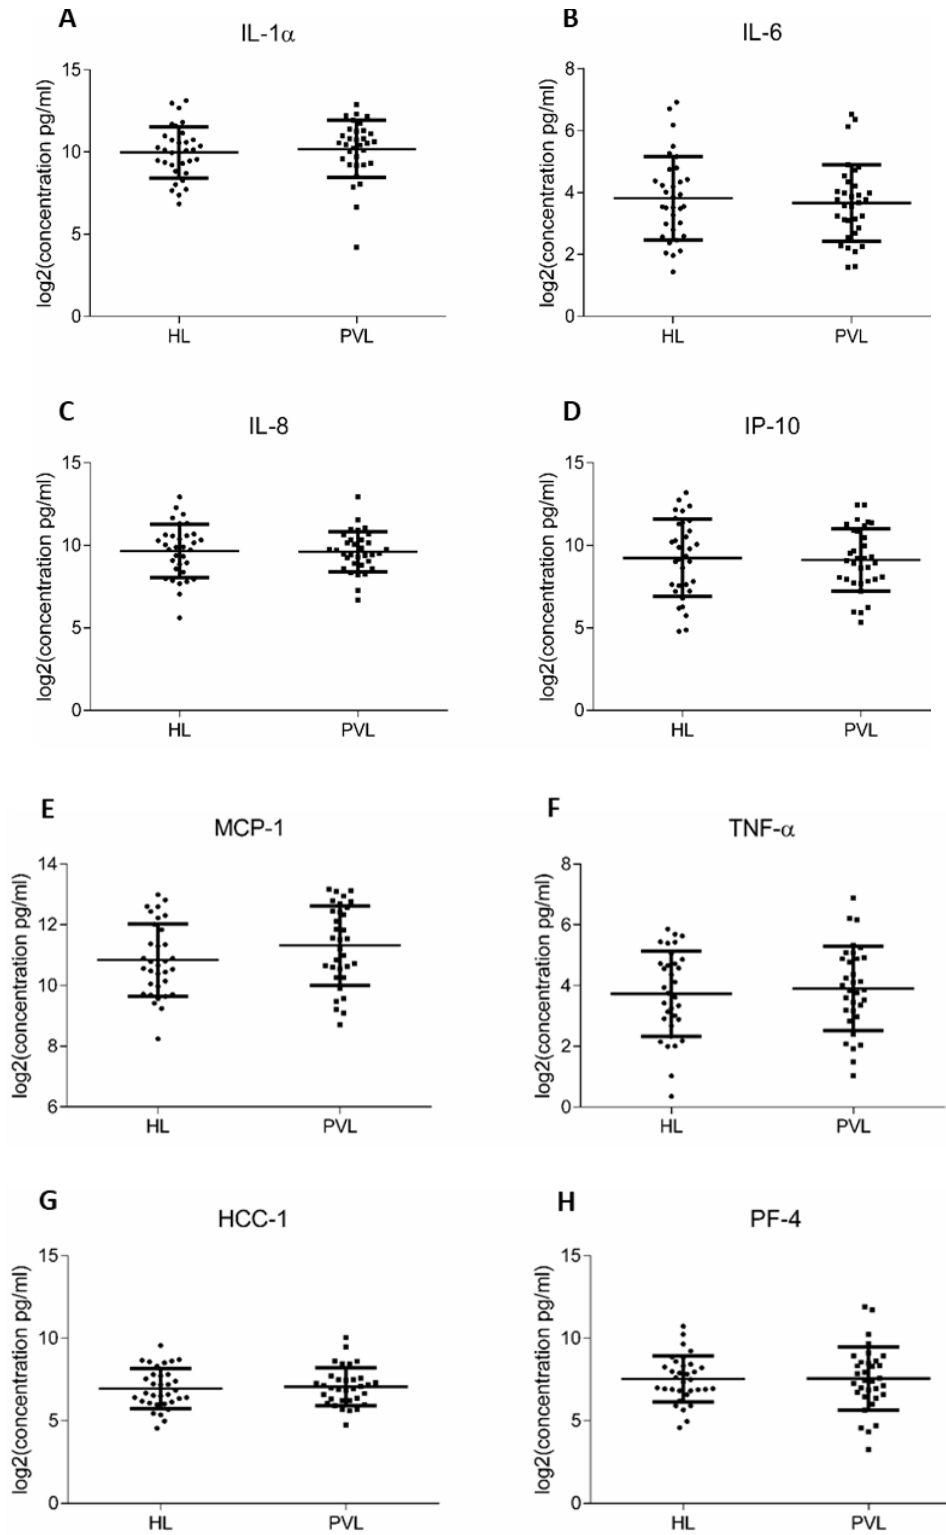 A
IL-1α
log2(concentration pg/ml)
15
10
5
0
HL
PVL
B
IL-6
log2(concentration pg/ml)
8
6
4
2
0
HL
PVL
C
IL-8
log2(concentration pg/ml)
15
10
5
0
HL
PVL
D
IP-10
log2(concentration pg/ml)
15
10
5
0
HL
PVL
E
MCP-1
log2(concentration pg/ml)
14
12
10
8
6
HL
PVL
F
TNF-α
log2(concentration pg/ml)
8
6
4
2
0
HL
PVL
G
HCC-1
log2(concentration pg/ml)
15
10
5
0
HL
PVL
H
PF-4
log2(concentration pg/ml)
15
10
5
0
HL
PVL